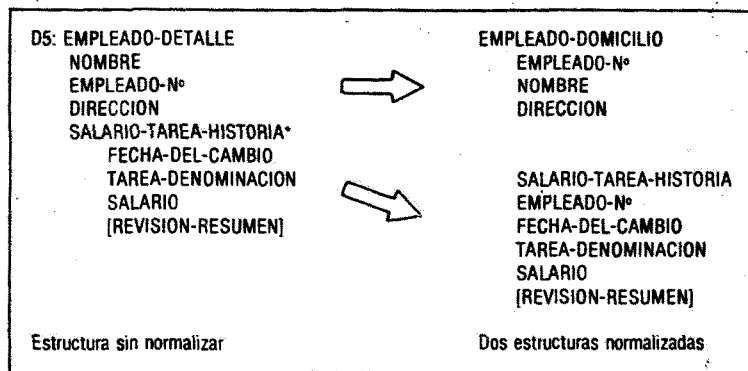 D5: EMPLEADO-DETALLE
NOMBRE
EMPLEADO-Nº
DIRECCION
SALARIO-TAREA-HISTORIA*
FECHA-DEL-CAMBIO
TAREA-DENOMINACION
SALARIO
[REVISION-RESUMEN]
Estructura sin normalizar
EMPLEADO-DOMICILIO
EMPLEADO-Nº
NOMBRE
DIRECCION
SALARIO-TAREA-HISTORIA
EMPLEADO-Nº
FECHA-DEL-CAMBIO
TAREA-DENOMINACION
SALARIO
[REVISION-RESUMEN]
Dos estructuras normalizadas